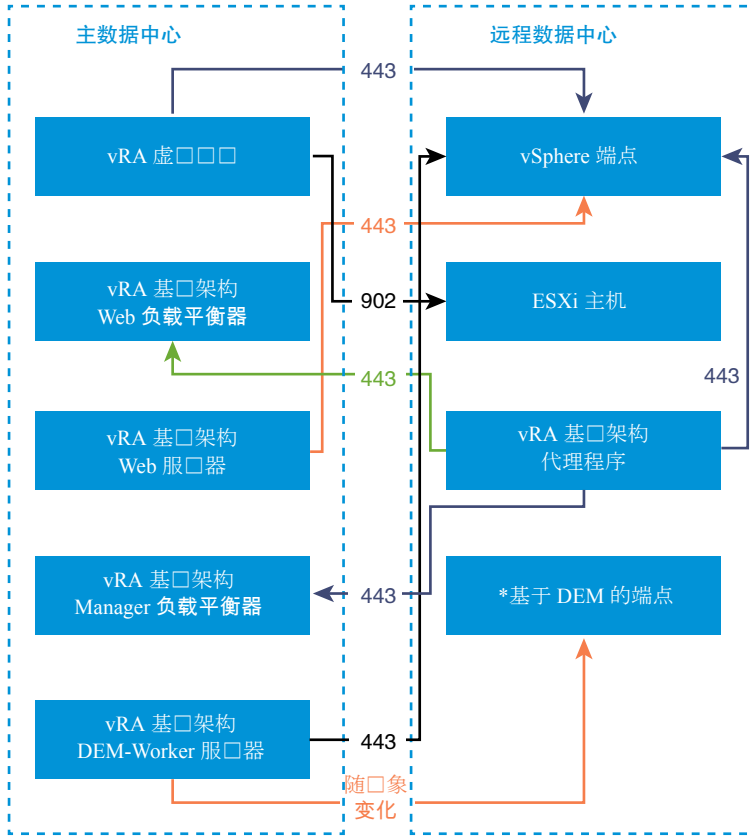 主数据中心
远程数据中心
443
vRA 虚□□□
vSphere 端点
443
vRA 基□架构
Web 负载平衡器
902
ESXi 主机
443
443
vRA 基□架构
Web 服□器
vRA 基□架构
代理程序
vRA 基□架构
Manager 负载平衡器
443
*基于 DEM 的端点
vRA 基□架构
DEM-Worker 服□器
443
随□象
变化